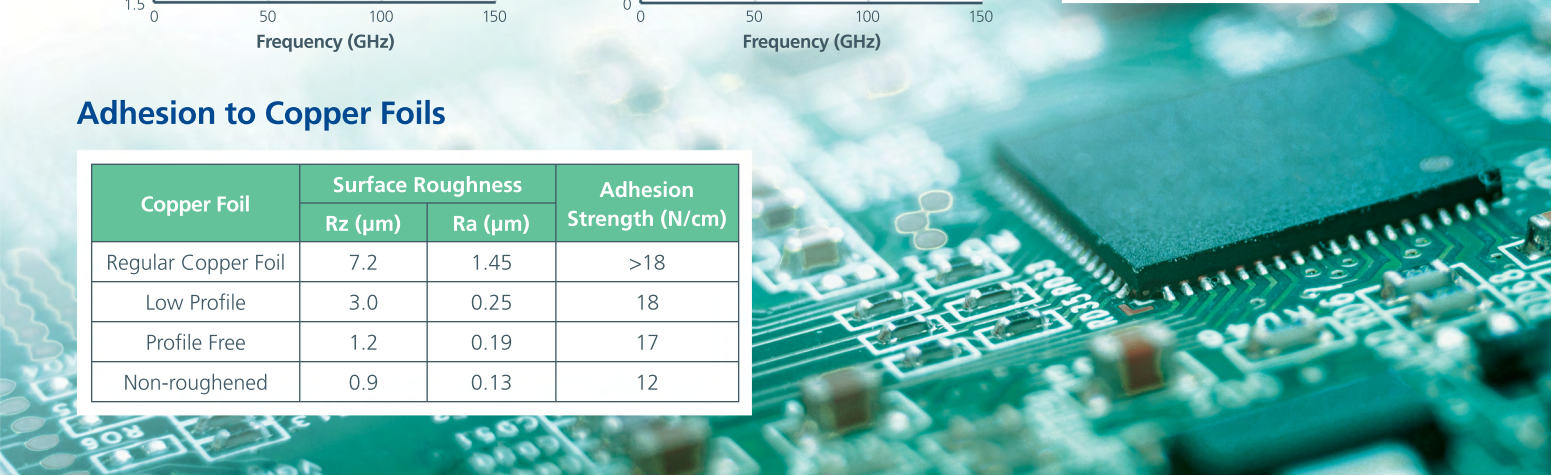 1.5
0 50 100 150
Frequency (GHz)
0
0 50 100 150
Frequency (GHz)
Adhesion to Copper Foils
Copper Foil
Surface Roughness
Adhesion
Strength (N/cm)
Rz (μm) Ra (μm)
Regular Copper Foil 7.2 1.45 >18
Low Profile 3.0 0.25 18
Profile Free 1.2 0.19 17
Non-roughened 0.9 0.13 12
RD35 RD33